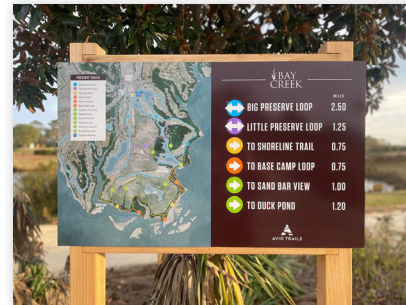 BAY
CREEK
MILES
BIG PRESERVE LOOP 2.50
LITTLE PRESERVE LOOP 1.25
TO SHORELINE TRAIL 0.75
TO BASE CAMP LOOP 0.75
TO SAND BAR VIEW 1.00
TO DUCK POND 1.20
AVID TRAILS